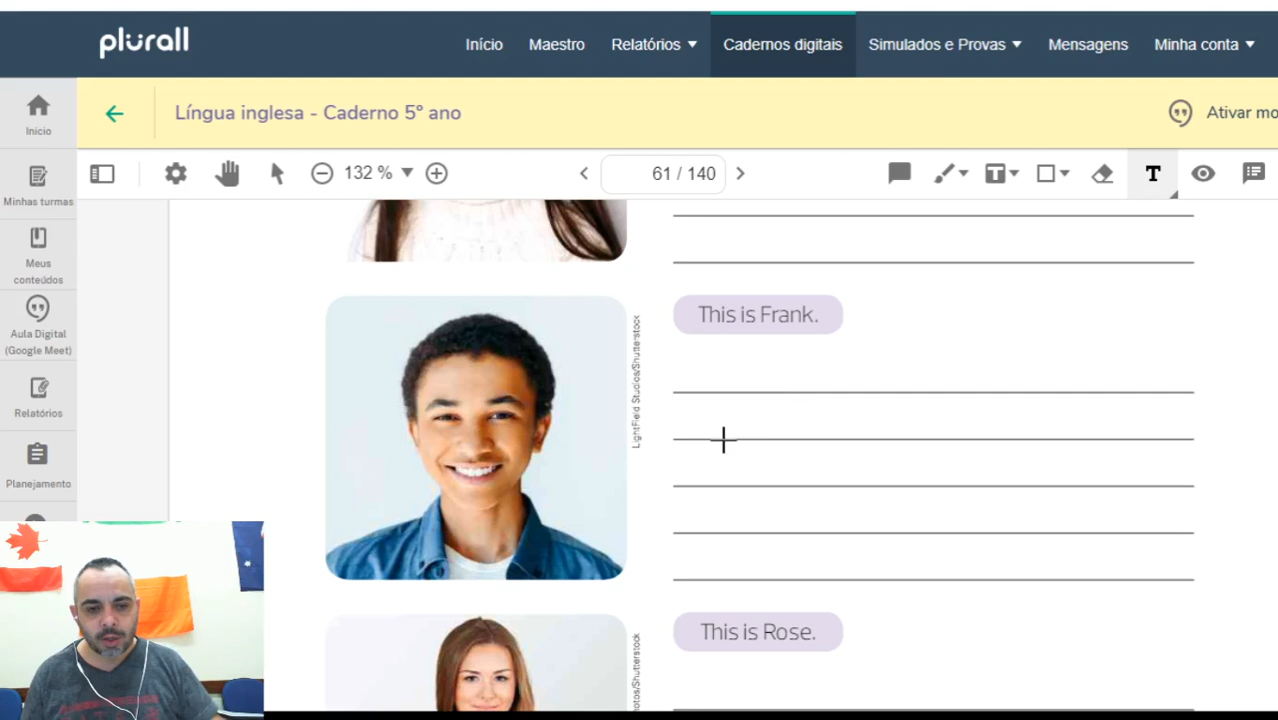 plurall
Início
Maestro
Relatórios
Cadernos digitais
Simulados e Provas
Mensagens
Minha conta
Início
Língua inglesa - Caderno 5º ano
Ativar mo
132 %
61 / 140
T
T
Minhas turmas
Meus
conteúdos
Aula Digital
(Google Meet)
Relatórios
Planejamento
This is Frank.
LightField Studios/Shutterstock
This is Rose.
otos/Shutterstock